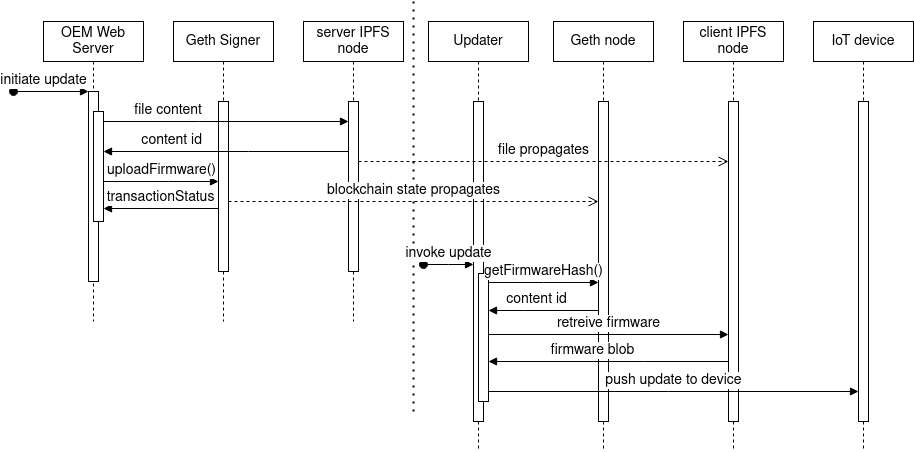 OEM Web
Server
Geth Signer
server IPFS
node
Updater
Geth node
client IPFS
node
IoT device
initiate update
file content
content id
file propagates
uploadFirmware()
blockchain state propagates
transactionStatus
invoke update
getFirmwareHash()
content id
retreive firmware
firmware blob
push update to device